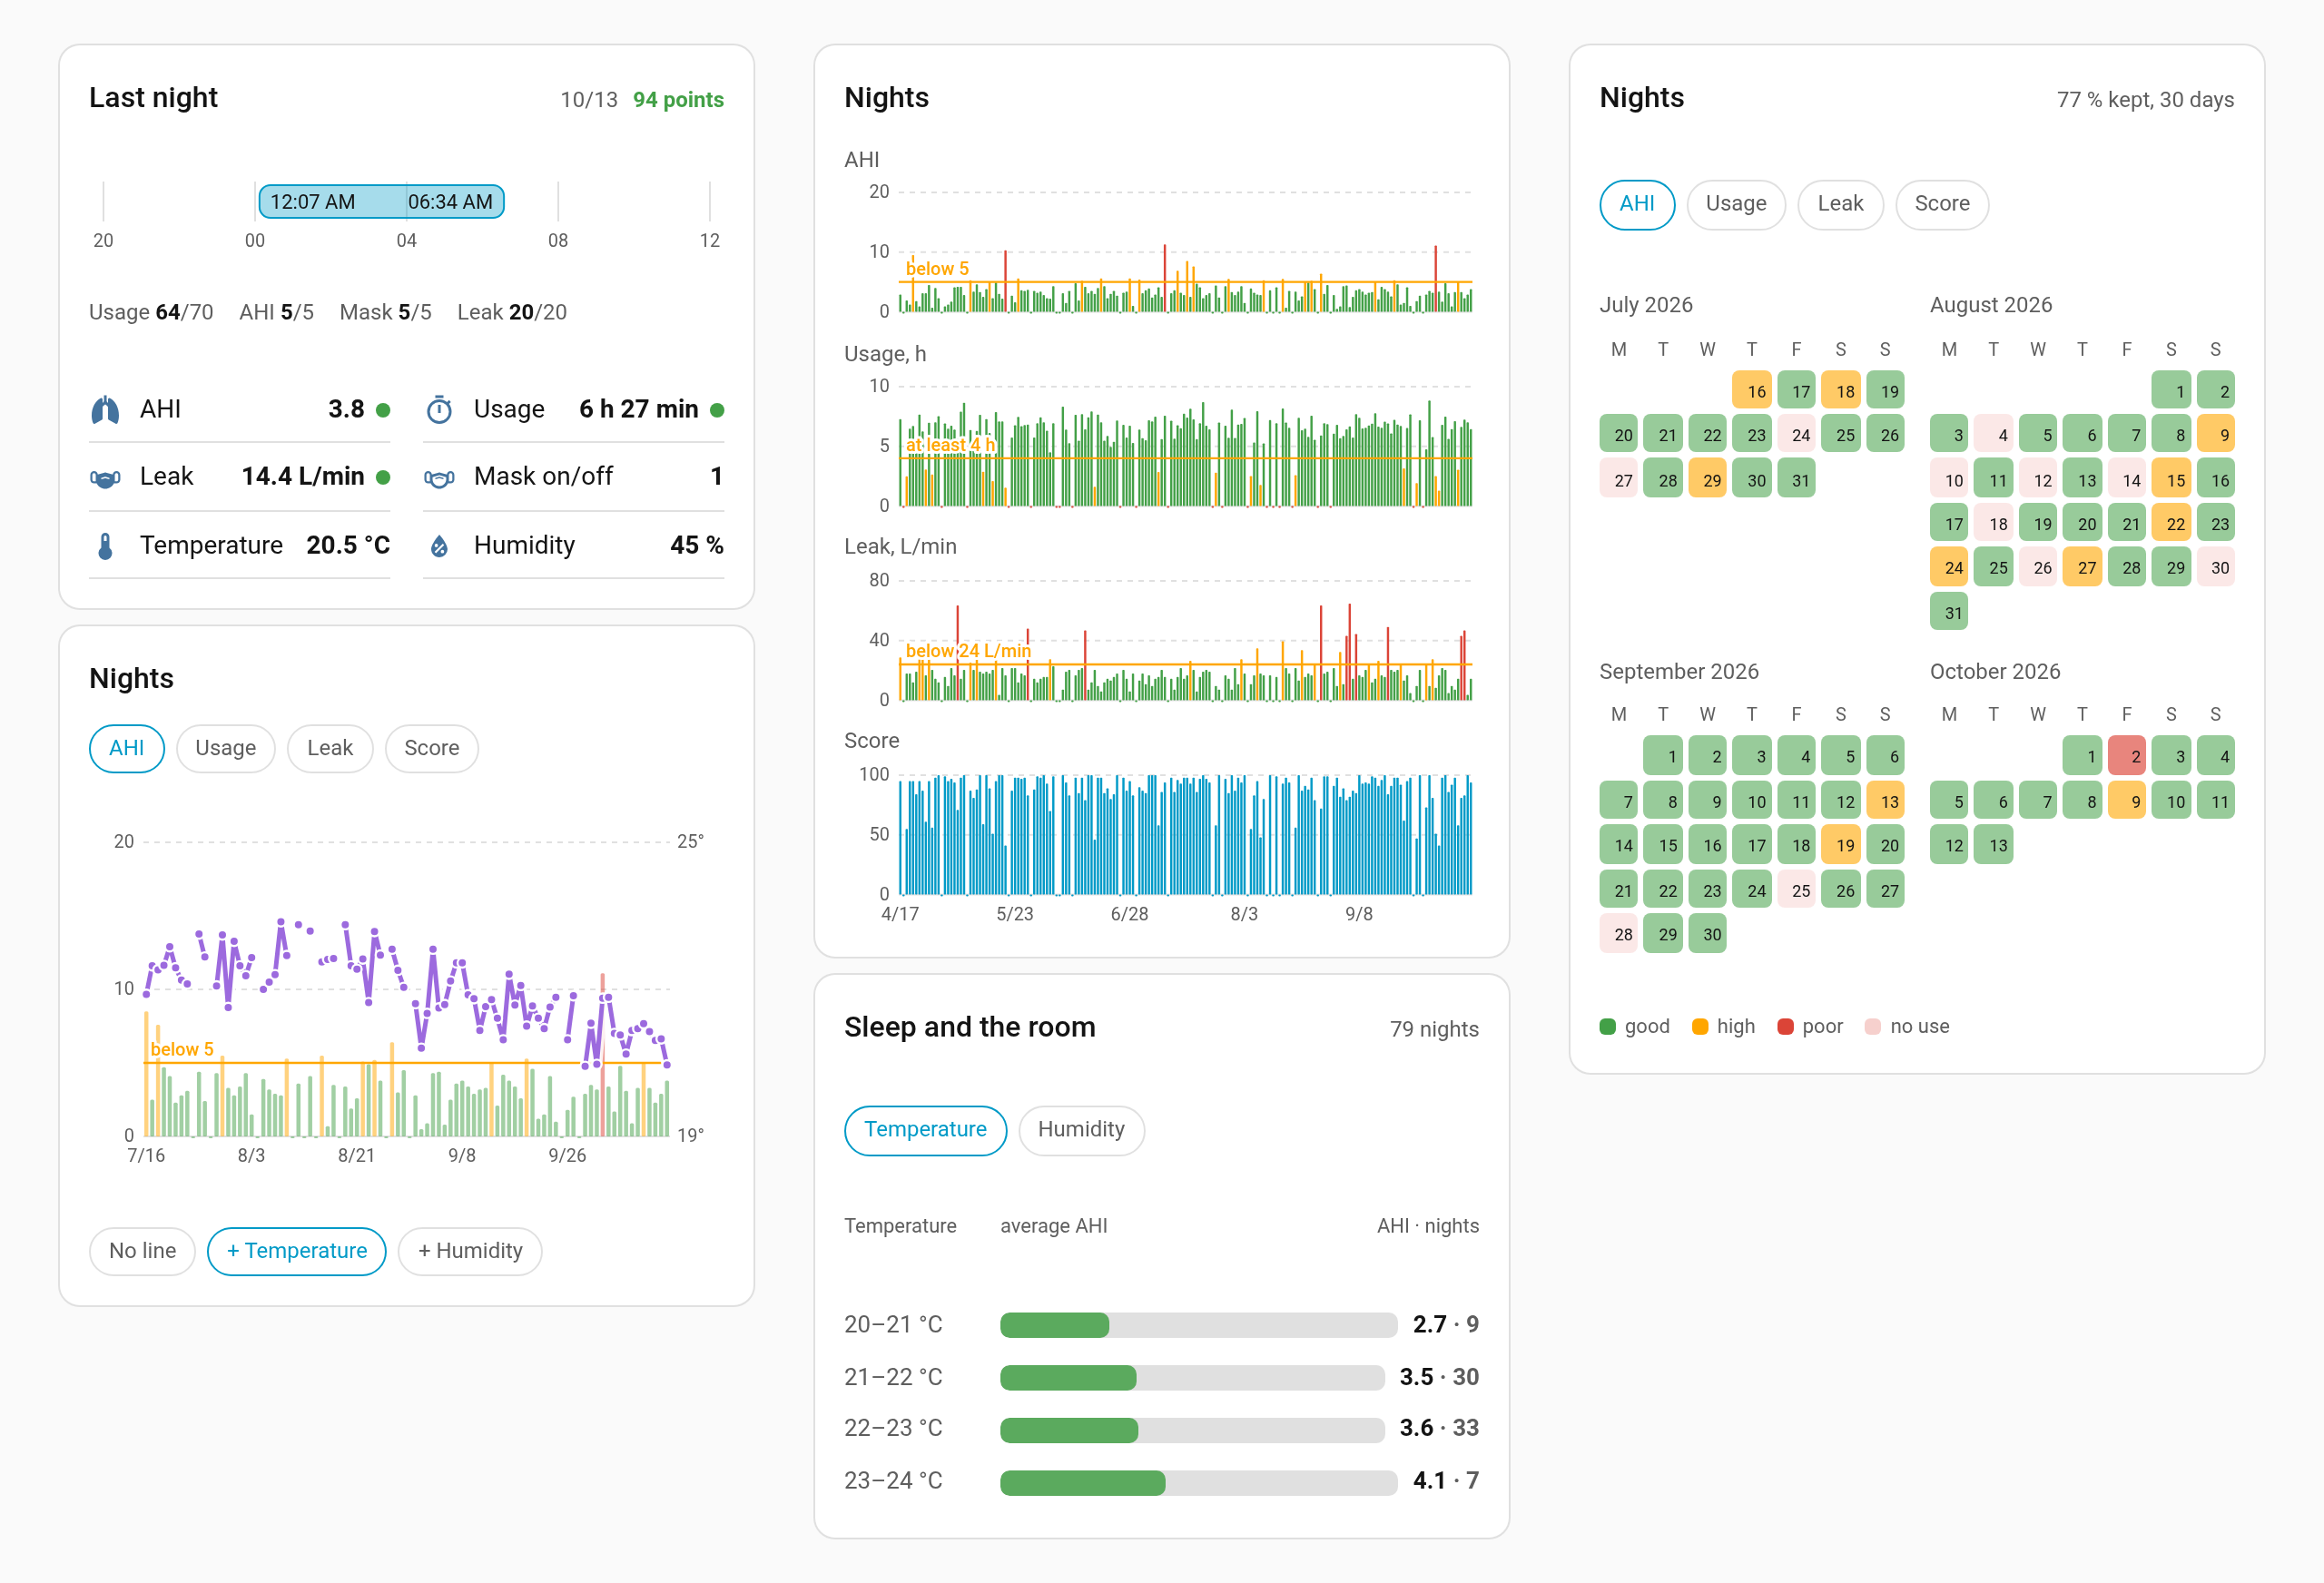 Last night 10/13 94 points
12:07 AM 06:34 AM
20 00 04 08 12
Usage 64/70 AHI 5/5 Mask 5/5 Leak 20/20
AHI 3.8 Usage 6 h 27 min
Leak 14.4 L/min Mask on/off 1
Temperature 20.5 °C Humidity 45 %
Nights
AHI Usage Leak Score
20 25°
10
below 5
0 19°
7/16 8/3 8/21 9/8 9/26
No line + Temperature + Humidity
Nights
AHI
20
10
below 5
0
Usage, h
10
5
at least 4 h
0
Leak, L/min
80
40
below 24 L/min
0
Score
100
50
0
4/17 5/23 6/28 8/3 9/8
Sleep and the room 79 nights
Temperature Humidity
Temperature average AHI AHI · nights
20–21 °C 2.7 · 9
21–22 °C 3.5 · 30
22–23 °C 3.6 · 33
23–24 °C 4.1 · 7
Nights 77 % kept, 30 days
AHI Usage Leak Score
July 2026
M T W T F S S
16 17 18 19
20 21 22 23 24 25 26
27 28 29 30 31
August 2026
M T W T F S S
1 2
3 4 5 6 7 8 9
10 11 12 13 14 15 16
17 18 19 20 21 22 23
24 25 26 27 28 29 30
31
September 2026
M T W T F S S
1 2 3 4 5 6
7 8 9 10 11 12 13
14 15 16 17 18 19 20
21 22 23 24 25 26 27
28 29 30
October 2026
M T W T F S S
1 2 3 4
5 6 7 8 9 10 11
12 13
good high poor no use